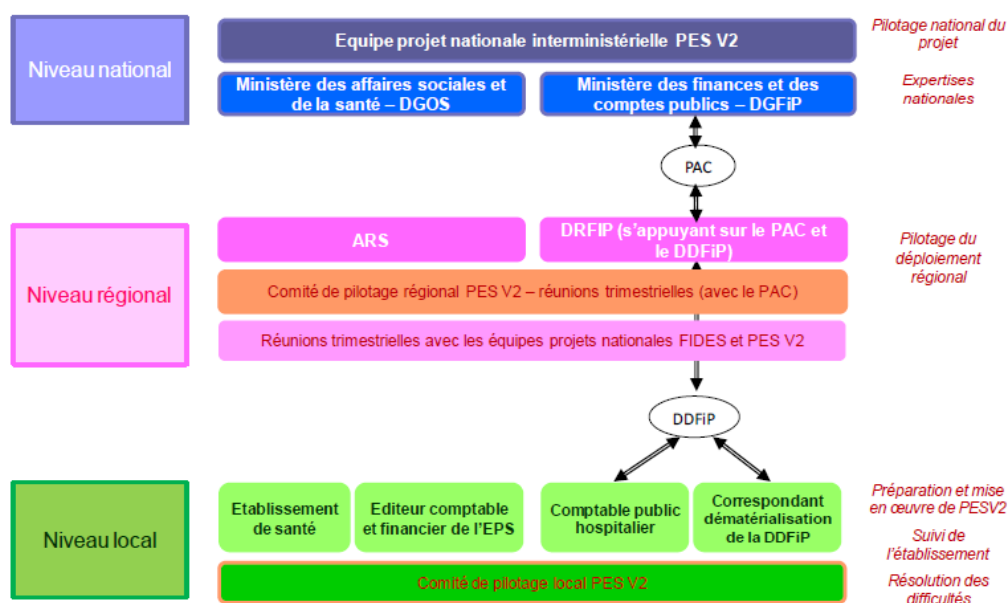 Niveau national
Equipe projet nationale interministérielle PES V2
Pilotage national du
projet
Ministère des affaires sociales et
de la santé – DGOS
Ministère des finances et des
comptes publics – DGFiP
Expertises
nationales
PAC
Niveau régional
ARS
DRFIP (s'appuyant sur le PAC et
le DDFiP)
Pilotage du
déploiement
régional
Comité de pilotage régional PES V2 – réunions trimestrielles (avec le PAC)
Réunions trimestrielles avec les équipes projets nationales FIDES et PES V2
DDFiP
Niveau local
Etablissement
de santé
Editeur comptable
et financier de l'EPS
Comptable public
hospitalier
Correspondant
dématérialisation
de la DDFiP
Préparation et mise
en œuvre de PESV2
Suivi de
l'établissement
Comité de pilotage local PES V2
Résolution des
difficultés